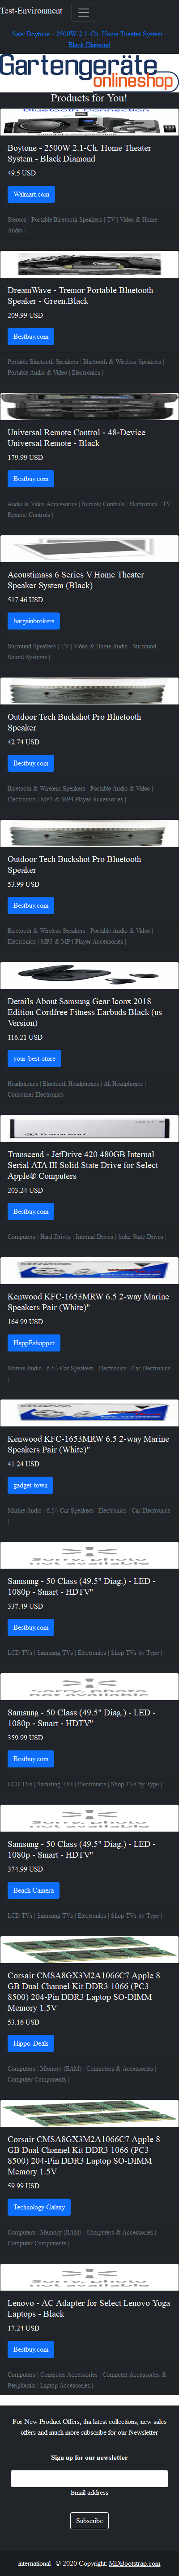 Test-Environment
Sale: Boytone - 2500W 2.1-Ch. Home Theater System -
Black Diamond
Gartengeräte
onlineshop
Products for You!
Boytone - 2500W 2.1-Ch. Home Theater
System - Black Diamond
49.5 USD
Walmart.com
Stereos | Portable Bluetooth Speakers | TV | Video & Home
Audio |
DreamWave - Tremor Portable Bluetooth
Speaker - Green,Black
209.99 USD
Bestbuy.com
Portable Bluetooth Speakers | Bluetooth & Wireless Speakers |
Portable Audio & Video | Electronics |
Universal Remote Control - 48-Device
Universal Remote - Black
179.99 USD
Bestbuy.com
Audio & Video Accessories | Remote Controls | Electronics | TV
Remote Controls |
Acoustimass 6 Series V Home Theater
Speaker System (Black)
517.46 USD
bargainbrokers
Surround Speakers | TV | Video & Home Audio | Surround
Sound Systems |
Outdoor Tech Buckshot Pro Bluetooth
Speaker
42.74 USD
Bestbuy.com
Bluetooth & Wireless Speakers | Portable Audio & Video |
Electronics | MP3 & MP4 Player Accessories |
Outdoor Tech Buckshot Pro Bluetooth
Speaker
53.99 USD
Bestbuy.com
Bluetooth & Wireless Speakers | Portable Audio & Video |
Electronics | MP3 & MP4 Player Accessories |
Details About Samsung Gear Iconx 2018
Edition Cordfree Fitness Earbuds Black (us
Version)
116.21 USD
your-best-store
Headphones | Bluetooth Headphones | All Headphones |
Consumer Electronics |
Transcend
Transcend - JetDrive 420 480GB Internal
Serial ATA III Solid State Drive for Select
Apple® Computers
203.24 USD
Bestbuy.com
Computers | Hard Drives | Internal Drives | Solid State Drives |
Kenwood KFC-1653MRW 6.5 2-way Marine
Speakers Pair (White)"
164.99 USD
HappEshopper
Marine Audio | 6.5\ Car Speakers | Electronics | Car Electronics
|
Kenwood KFC-1653MRW 6.5 2-way Marine
Speakers Pair (White)"
41.24 USD
gadget-town
Marine Audio | 6.5\ Car Speakers | Electronics | Car Electronics
|
Sorry, photo
not available
Samsung - 50 Class (49.5" Diag.) - LED -
1080p - Smart - HDTV"
337.49 USD
Bestbuy.com
LCD TVs | Samsung TVs | Electronics | Shop TVs by Type |
Sorry, photo
not available
Samsung - 50 Class (49.5" Diag.) - LED -
1080p - Smart - HDTV"
359.99 USD
Bestbuy.com
LCD TVs | Samsung TVs | Electronics | Shop TVs by Type |
Sorry, photo
not available
Samsung - 50 Class (49.5" Diag.) - LED -
1080p - Smart - HDTV"
374.99 USD
Beach Camera
LCD TVs | Samsung TVs | Electronics | Shop TVs by Type |
Corsair CMSA8GX3M2A1066C7 Apple 8
GB Dual Channel Kit DDR3 1066 (PC3
8500) 204-Pin DDR3 Laptop SO-DIMM
Memory 1.5V
53.16 USD
Hippo-Deals
Computers | Memory (RAM) | Computers & Accessories |
Computer Components |
Corsair CMSA8GX3M2A1066C7 Apple 8
GB Dual Channel Kit DDR3 1066 (PC3
8500) 204-Pin DDR3 Laptop SO-DIMM
Memory 1.5V
59.99 USD
Technology Galaxy
Computers | Memory (RAM) | Computers & Accessories |
Computer Components |
Lenovo - AC Adapter for Select Lenovo Yoga
Laptops - Black
17.24 USD
Bestbuy.com
Computers | Computer Accessories | Computer Accessories &
Peripherals | Laptop Accessories |
For New Product Offers, tha latest collections, new sales
offers and much more subscribe for our Newsletter
Sign up for our newsletter
Email address
Subscribe
international | © 2020 Copyright: MDBootstrap.com